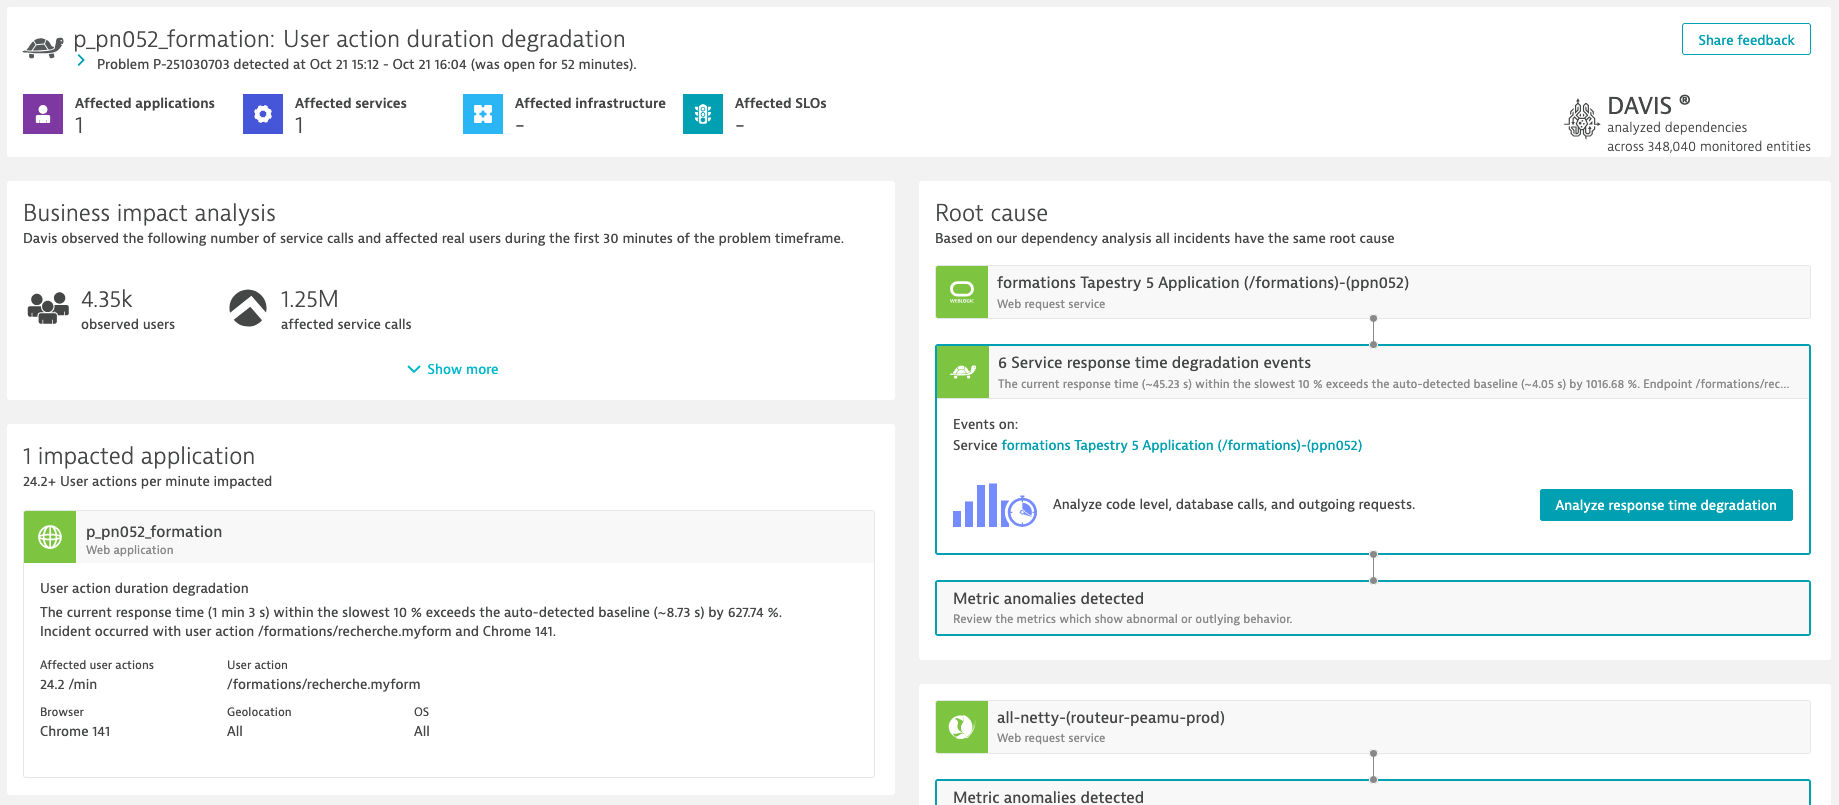 p_pn052_formation: User action duration degradation
Problem P-251030703 detected at Oct 21 15:12 - Oct 21 16:04 (was open for 52 minutes).
Share feedback
Affected applications
1
Affected services
1
Affected infrastructure
–
Affected SLOs
–
DAVIS ®
analyzed dependencies
across 348,040 monitored entities
Business impact analysis
Davis observed the following number of service calls and affected real users during the first 30 minutes of the problem timeframe.
4.35k
observed users
1.25M
affected service calls
Show more
1 impacted application
24.2+ User actions per minute impacted
p_pn052_formation
Web application
User action duration degradation
The current response time (1 min 3 s) within the slowest 10 % exceeds the auto-detected baseline (~8.73 s) by 627.74 %.
Incident occurred with user action /formations/recherche.myform and Chrome 141.
Affected user actions
24.2 /min
User action
/formations/recherche.myform
Browser
Chrome 141
Geolocation
All
OS
All
Root cause
Based on our dependency analysis all incidents have the same root cause
WEBLOGIC
formations Tapestry 5 Application (/formations)-(ppn052)
Web request service
6 Service response time degradation events
The current response time (~45.23 s) within the slowest 10 % exceeds the auto-detected baseline (~4.05 s) by 1016.68 %. Endpoint /formations/rec...
Events on:
Service formations Tapestry 5 Application (/formations)-(ppn052)
Analyze code level, database calls, and outgoing requests.
Analyze response time degradation
Metric anomalies detected
Review the metrics which show abnormal or outlying behavior.
all-netty-(routeur-peamu-prod)
Web request service
Metric anomalies detected